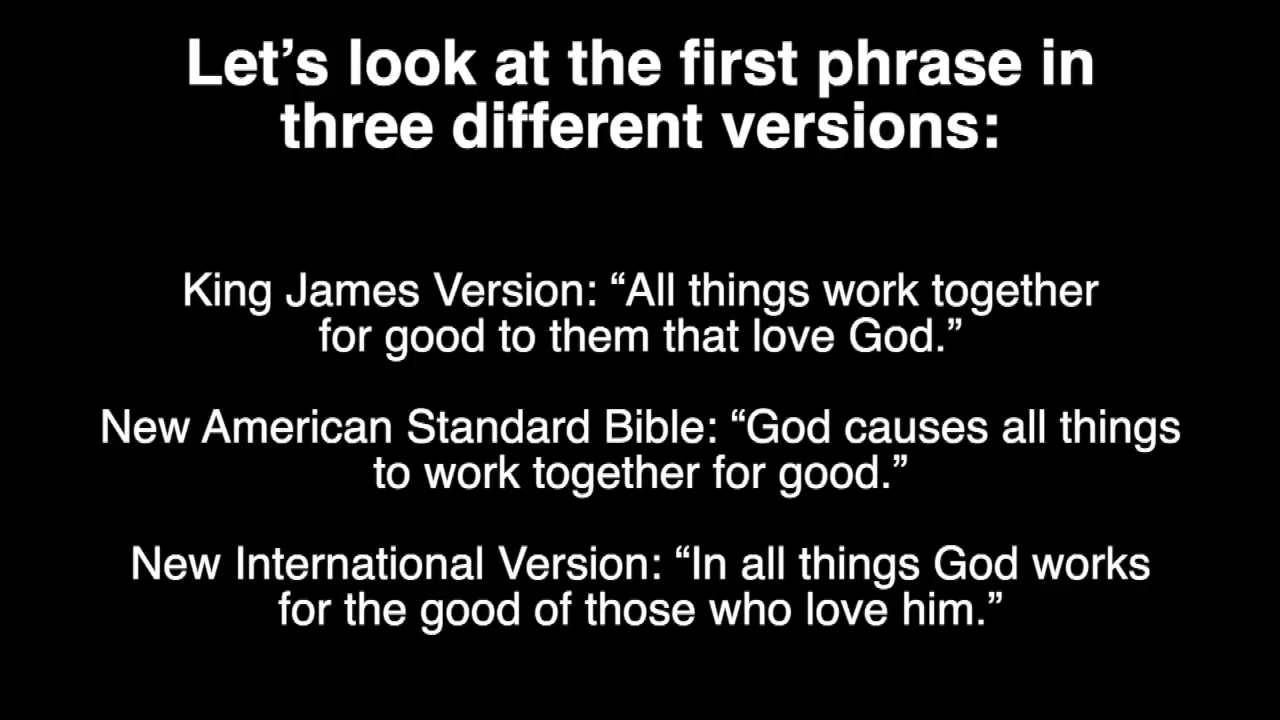 Let’s look at the first phrase in
three different versions:
King James Version: “All things work together
for good to them that love God.”
New American Standard Bible: “God causes all things
to work together for good.”
New International Version: “In all things God works
for the good of those who love him.”